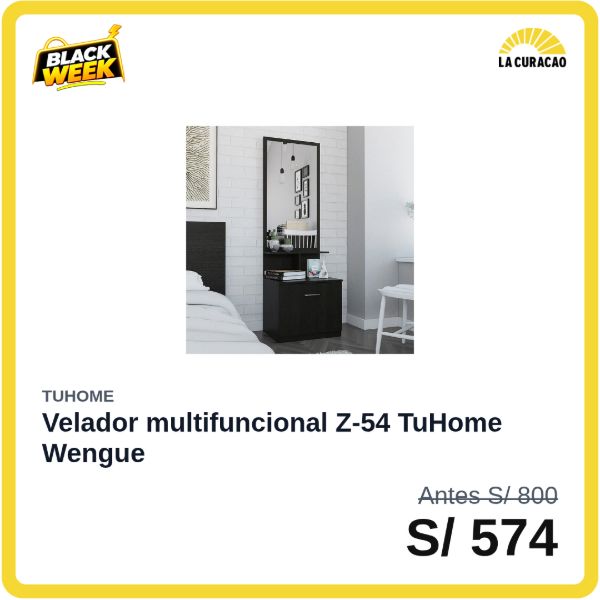 BLACK
WEEK
LA CURACAO
TUHOME
Velador multifuncional Z-54 TuHome
Wengue
Antes S/ 800
S/ 574